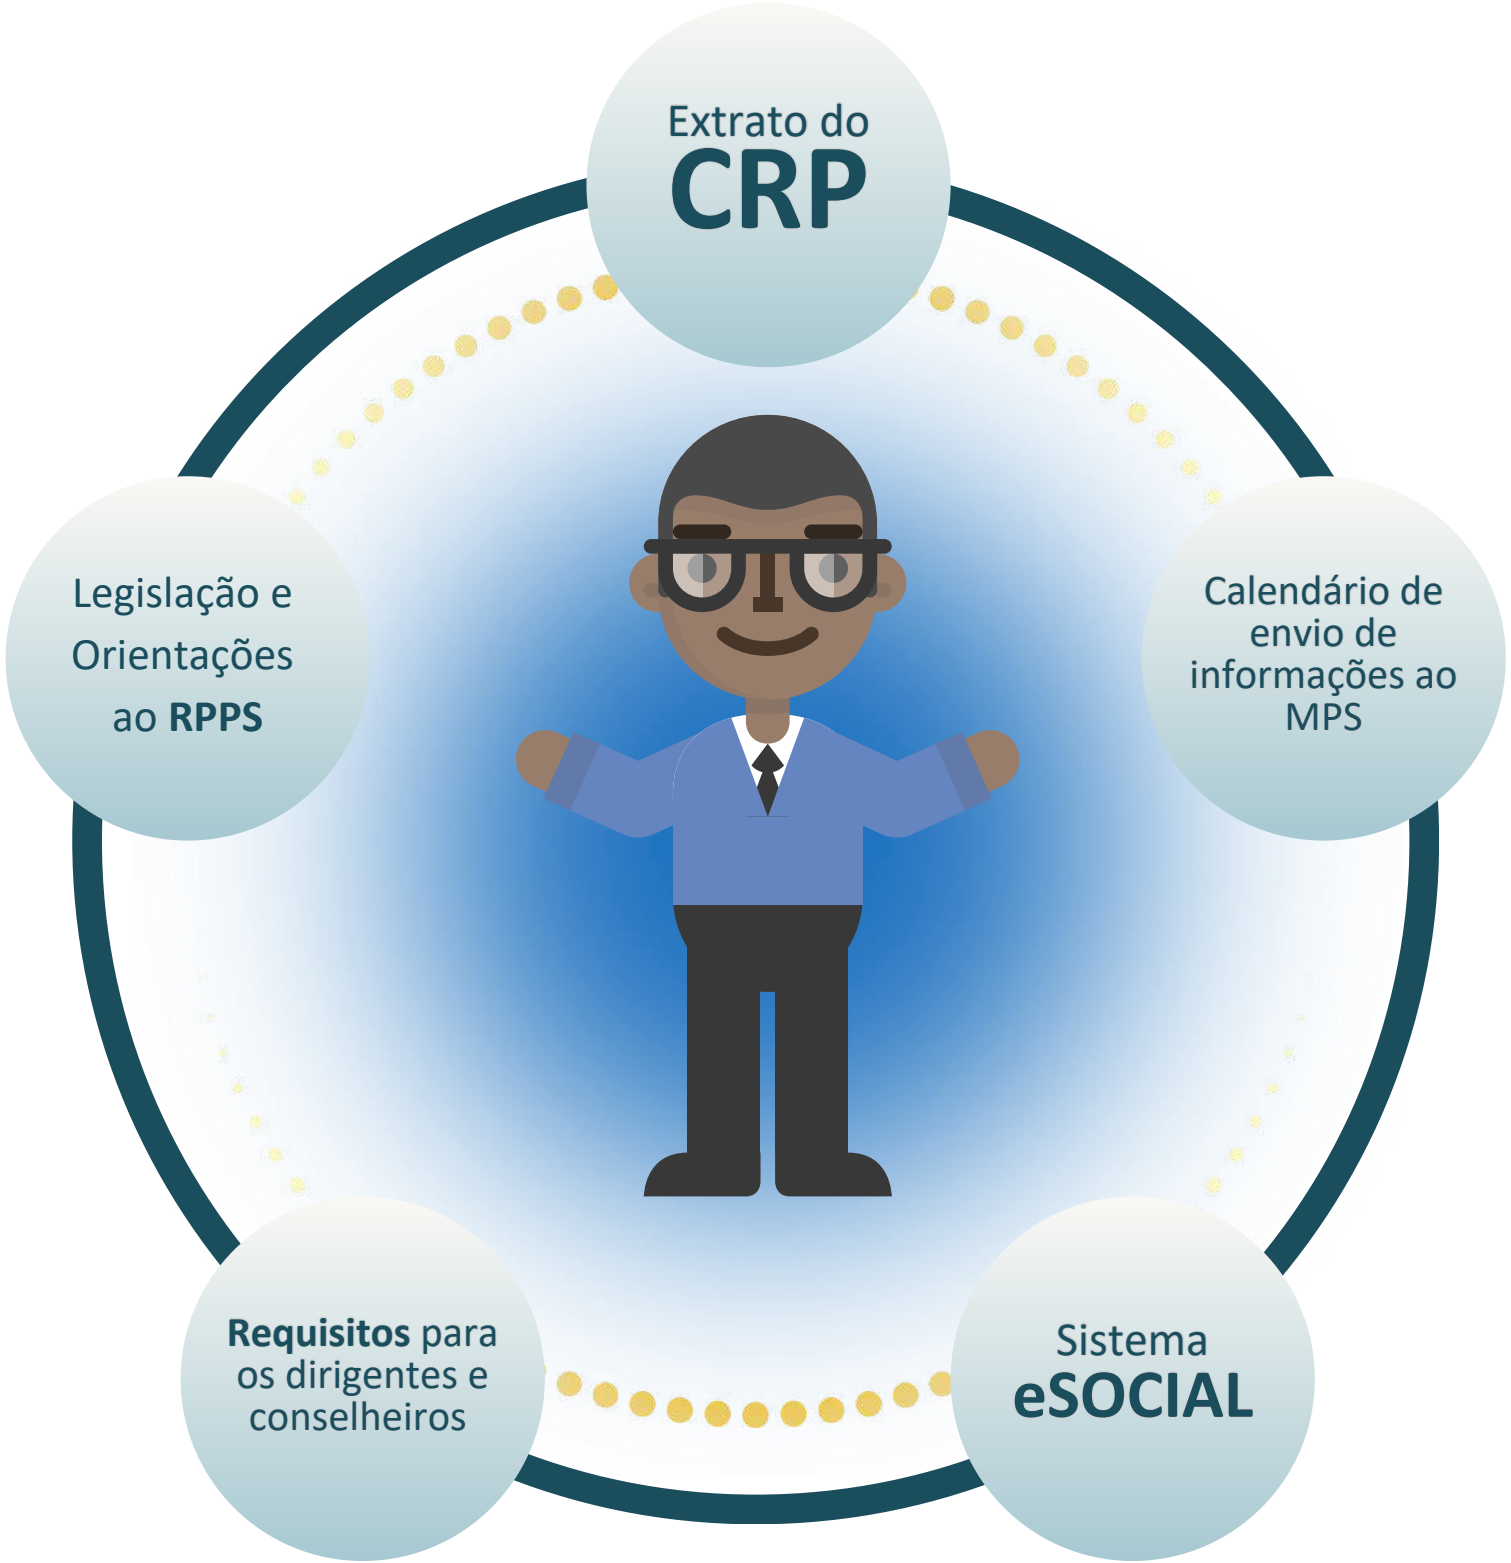 Extrato do
CRP
Legislação e
Orientações
ao RPPS
Calendário de
envio de
informações ao
MPS
Requisitos para
os dirigentes e
conselheiros
Sistema
eSOCIAL